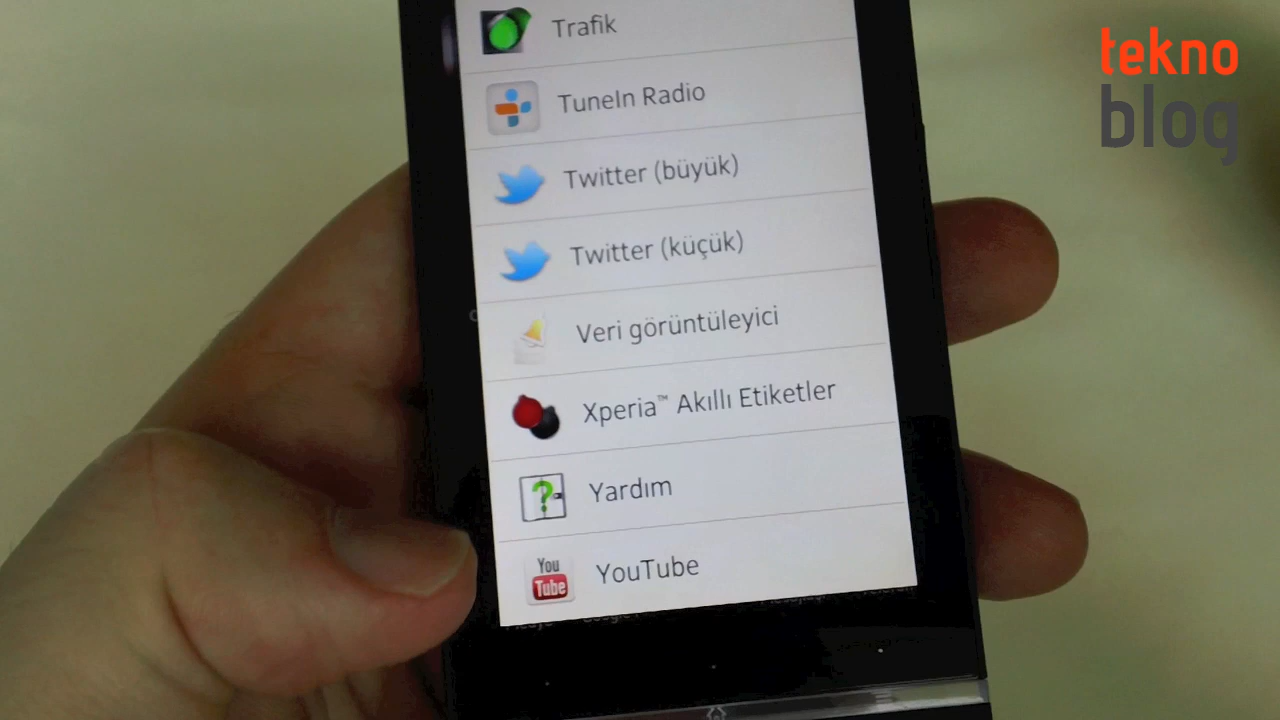 Trafik
TuneIn Radio
Twitter (büyük)
Twitter (küçük)
Veri görüntüleyici
Xperia™ Akıllı Etiketler
Yardım
You
Tube
YouTube
tekno
blog